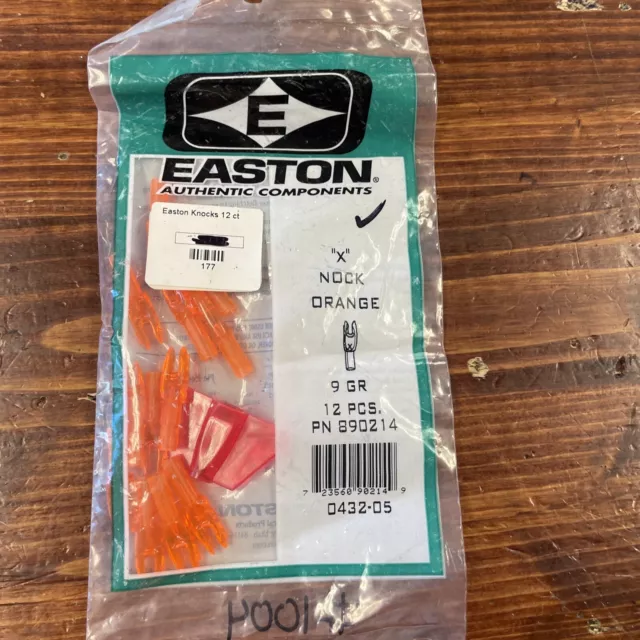 E
EASTON®
AUTHENTIC COMPONENTS
Easton Knocks 12 ct
177
"X"
NOCK
ORANGE
9 GR
12 PCS.
PN 890214
7 23560 90214 9
0432-05
EASTON